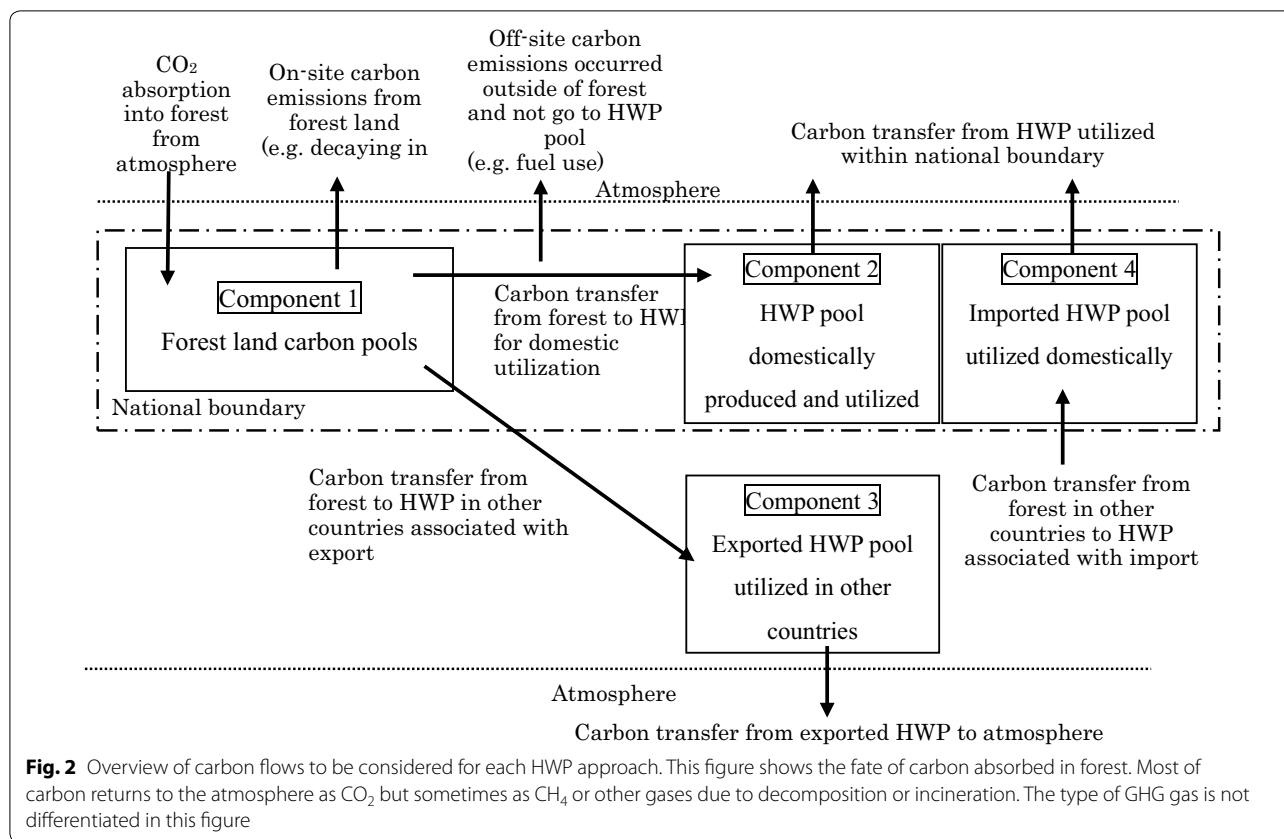 CO₂
absorption
into forest
from
atmosphere
On-site carbon
emissions from
forest land
(e.g. decaying in
Off-site carbon
emissions occurred
outside of forest
and not go to HWP
pool
(e.g. fuel use)
Carbon transfer from HWP utilized
within national boundary
Atmosphere
Component 1
Forest land carbon pools
National boundary
Carbon transfer
from forest to HWP
for domestic
utilization
Component 2
HWP pool
domestically
produced and utilized
Component 4
Imported HWP pool
utilized domestically
Carbon transfer from
forest to HWP in other
countries associated with
export
Component 3
Exported HWP pool
utilized in other
countries
Carbon transfer from
forest in other
countries to HWP
associated with import
Atmosphere
Carbon transfer from exported HWP to atmosphere
Fig. 2 Overview of carbon flows to be considered for each HWP approach. This figure shows the fate of carbon absorbed in forest. Most of
carbon returns to the atmosphere as CO₂ but sometimes as CH₄ or other gases due to decomposition or incineration. The type of GHG gas is not
differentiated in this figure